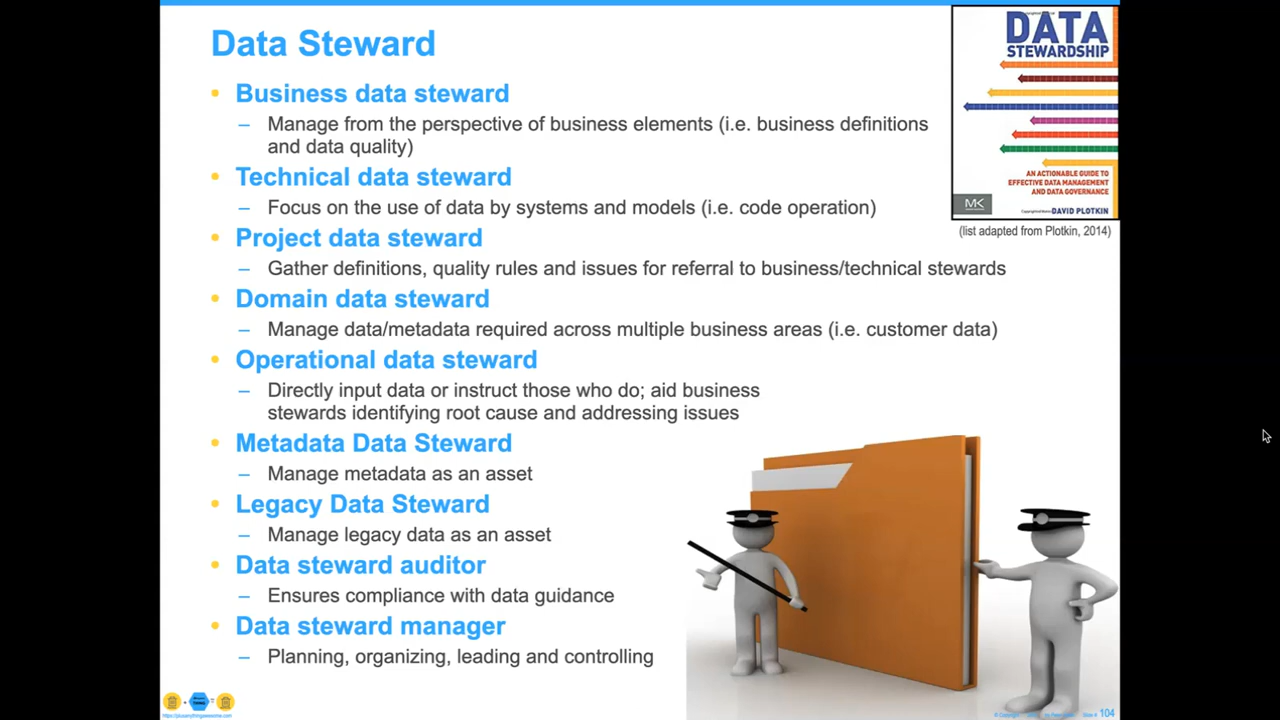 Data Steward
• Business data steward
– Manage from the perspective of business elements (i.e. business definitions
and data quality)
• Technical data steward
– Focus on the use of data by systems and models (i.e. code operation)
• Project data steward
– Gather definitions, quality rules and issues for referral to business/technical stewards
• Domain data steward
– Manage data/metadata required across multiple business areas (i.e. customer data)
• Operational data steward
– Directly input data or instruct those who do; aid business
stewards identifying root cause and addressing issues
• Metadata Data Steward
– Manage metadata as an asset
• Legacy Data Steward
– Manage legacy data as an asset
• Data steward auditor
– Ensures compliance with data guidance
• Data steward manager
– Planning, organizing, leading and controlling
DATA
STEWARDSHIP
AN ACTIONABLE GUIDE TO
EFFECTIVE DATA MANAGEMENT
AND DATA GOVERNANCE
MK
DAVID PLOTKIN
(list adapted from Plotkin, 2014)
https://plusanythingawesome.com
© Copyright
Slide # 104